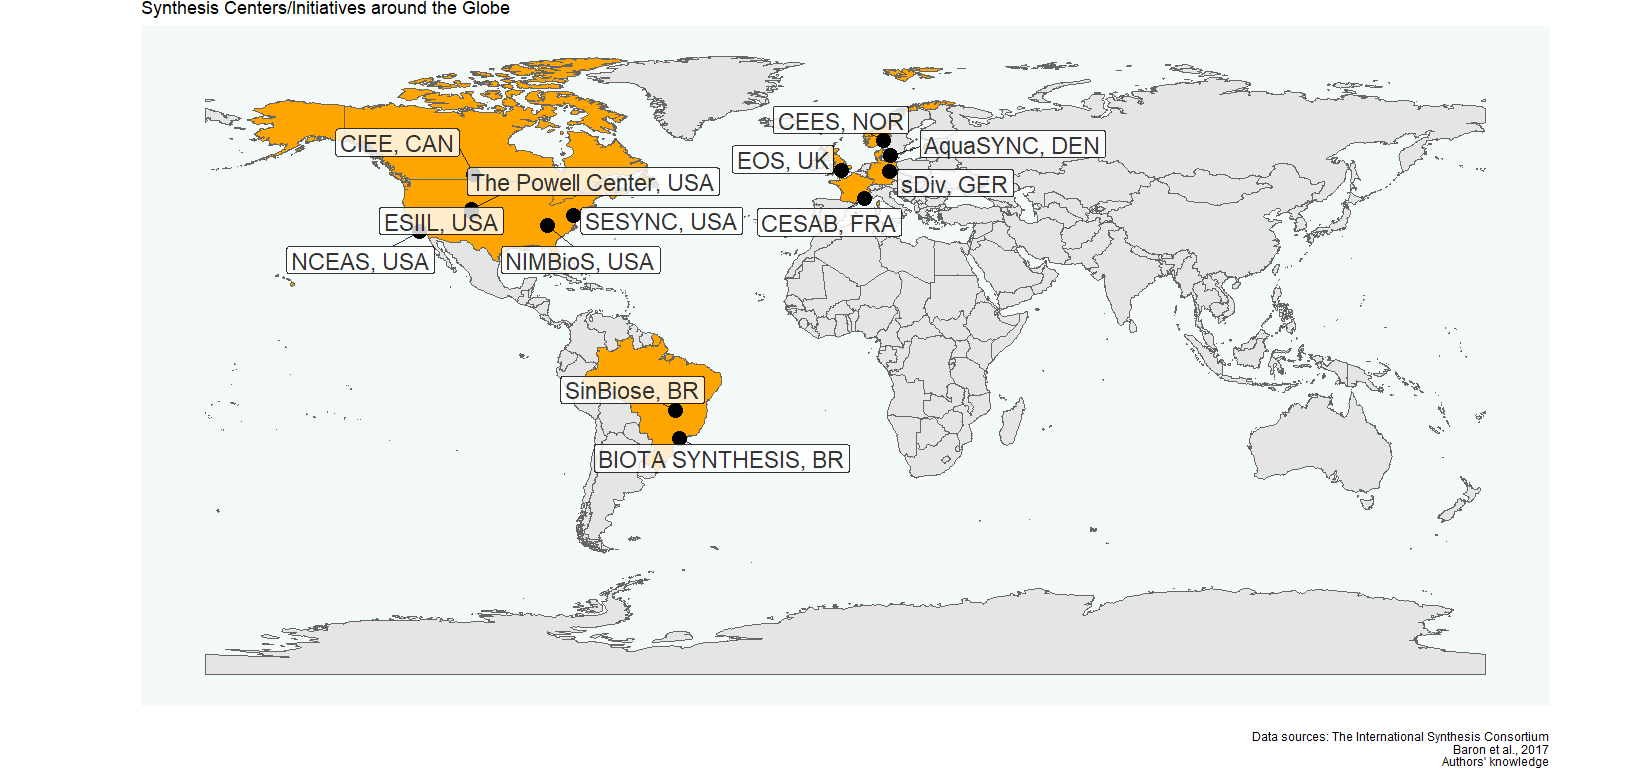 Synthesis Centers/Initiatives around the Globe
CEES, NOR
CIEE, CAN
AquaSYNC, DEN
EOS, UK
The Powell Center, USA
sDiv, GER
ESIIL, USA
SESYNC, USA
CESAB, FRA
NCEAS, USA
NIMBioS, USA
SinBiose, BR
BIOTA SYNTHESIS, BR
Data sources: The International Synthesis Consortium
Baron et al., 2017
Authors' knowledge